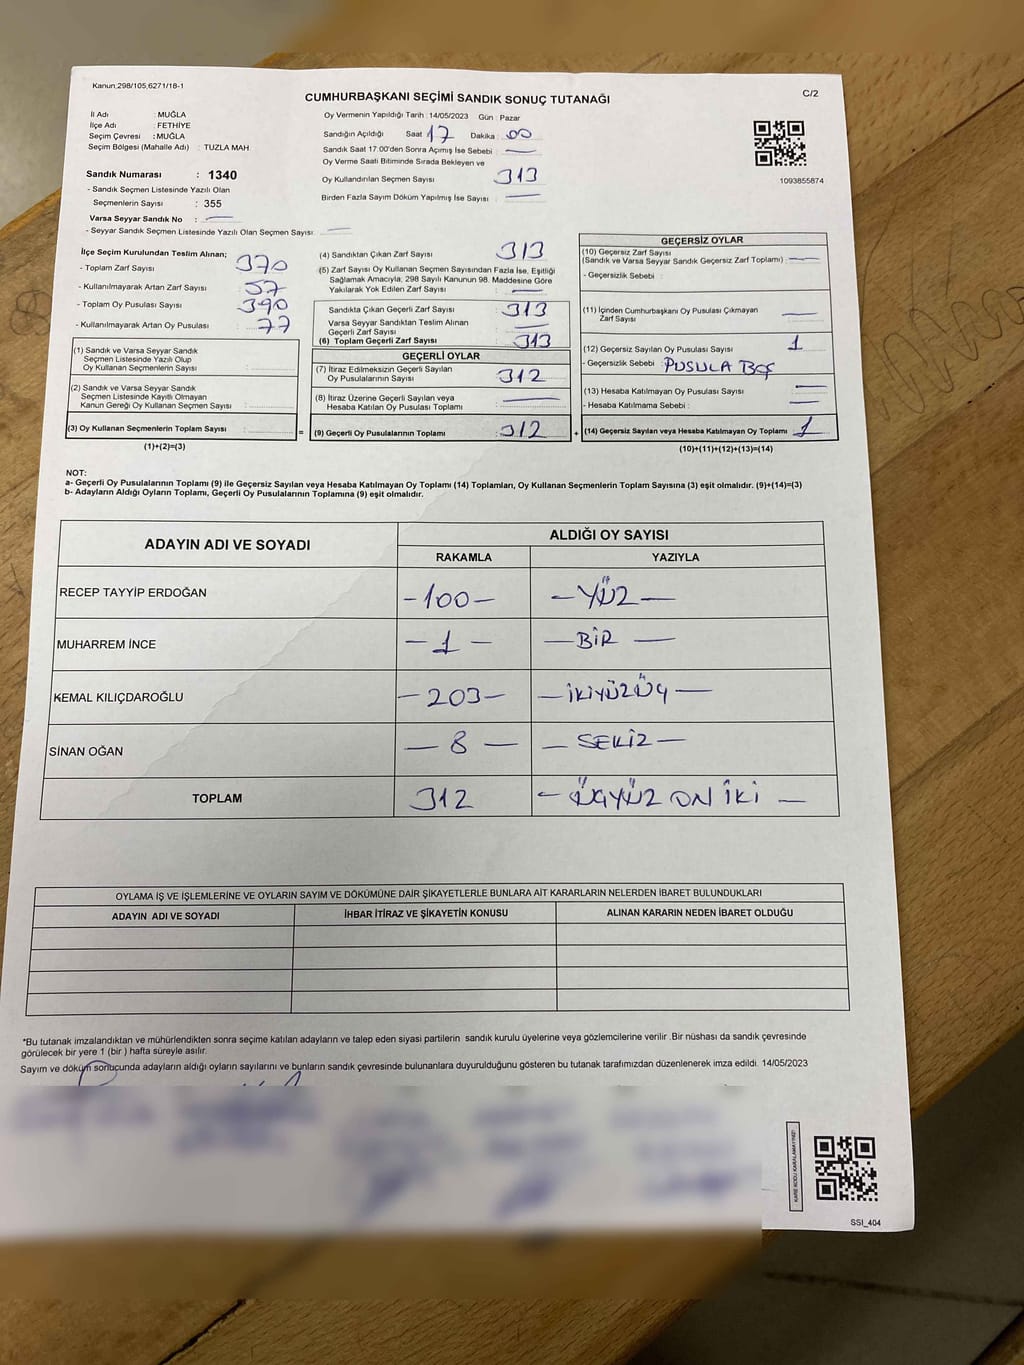 Kanun,298/105,6271/18-1
CUMHURBAŞKANI SEÇİMİ SANDIK SONUÇ TUTANAĞI
C/2
İl Adı : MUĞLA
İlçe Adı : FETHİYE
Seçim Çevresi : MUĞLA
Seçim Bölgesi (Mahalle Adı) : TUZLA MAH.
Sandık Numarası : 1340
- Sandık Seçmen Listesinde Yazılı Olan
Seçmenlerin Sayısı : 355
Varsa Seyyar Sandık No : —
- Seyyar Sandık Seçmen Listesinde Yazılı Olan Seçmen Sayısı: —
Oy Vermenin Yapıldığı Tarih : 14/05/2023 Gün : Pazar
Sandığın Açıldığı Saat 17 Dakika : 00
Sandık Saat 17:00'den Sonra Açılmış İse Sebebi : —
Oy Verme Saati Bitiminde Sırada Bekleyen ve
Oy Kullandırılan Seçmen Sayısı : 313
Birden Fazla Sayım Döküm Yapılmış İse Sayısı : —
1093855874
İlçe Seçim Kurulundan Teslim Alınan;
- Toplam Zarf Sayısı : 370
- Kullanılmayarak Artan Zarf Sayısı : 57
- Toplam Oy Pusulası Sayısı : 390
- Kullanılmayarak Artan Oy Pusulası : 77
(1) Sandık ve Varsa Seyyar Sandık
Seçmen Listesinde Yazılı Olup
Oy Kullanan Seçmenlerin Sayısı :
(2) Sandık ve Varsa Seyyar Sandık
Seçmen Listesinde Kayıtlı Olmayan
Kanun Gereği Oy Kullanan Seçmen Sayısı :
(3) Oy Kullanan Seçmenlerin Toplam Sayısı :
(1)+(2)=(3)
(4) Sandıktan Çıkan Zarf Sayısı : 313
(5) Zarf Sayısı Oy Kullanan Seçmen Sayısından Fazla İse, Eşitliği
Sağlamak Amacıyla, 298 Sayılı Kanunun 98. Maddesine Göre
Yakılarak Yok Edilen Zarf Sayısı : —
Sandıkta Çıkan Geçerli Zarf Sayısı : 313
Varsa Seyyar Sandıktan Teslim Alınan
Geçerli Zarf Sayısı : —
(6) Toplam Geçerli Zarf Sayısı : 313
GEÇERLİ OYLAR
(7) İtiraz Edilmeksizin Geçerli Sayılan
Oy Pusulalarının Sayısı : 312
(8) İtiraz Üzerine Geçerli Sayılan veya
Hesaba Katılan Oy Pusulası Toplamı : —
= (9) Geçerli Oy Pusulalarının Toplamı : 312
GEÇERSİZ OYLAR
(10) Geçersiz Zarf Sayısı
(Sandık ve Varsa Seyyar Sandık Geçersiz Zarf Toplamı) : —
- Geçersizlik Sebebi :
(11) İçinden Cumhurbaşkanı Oy Pusulası Çıkmayan
Zarf Sayısı : —
(12) Geçersiz Sayılan Oy Pusulası Sayısı : 1
- Geçersizlik Sebebi : PUSULA BOŞ
(13) Hesaba Katılmayan Oy Pusulası Sayısı : —
- Hesaba Katılmama Sebebi : —
+ (14) Geçersiz Sayılan veya Hesaba Katılmayan Oy Toplamı : 1
(10)+(11)+(12)+(13)=(14)
NOT:
a- Geçerli Oy Pusulalarının Toplamı (9) ile Geçersiz Sayılan veya Hesaba Katılmayan Oy Toplamı (14) Toplamları, Oy Kullanan Seçmenlerin Toplam Sayısına (3) eşit olmalıdır. (9)+(14)=(3)
b- Adayların Aldığı Oyların Toplamı, Geçerli Oy Pusulalarının Toplamına (9) eşit olmalıdır.
ADAYIN ADI VE SOYADI ALDIĞI OY SAYISI
RAKAMLA YAZIYLA
RECEP TAYYİP ERDOĞAN -100- -YÜZ-
MUHARREM İNCE -1- -BİR-
KEMAL KILIÇDAROĞLU -203- -İKİYÜZÜÇ-
SİNAN OĞAN -8- -SEKİZ-
TOPLAM 312 -ÜÇYÜZ ON İKİ-
OYLAMA İŞ VE İŞLEMLERİNE VE OYLARIN SAYIM VE DÖKÜMÜNE DAİR ŞİKAYETLERLE BUNLARA AİT KARARLARIN NELERDEN İBARET BULUNDUKLARI
ADAYIN ADI VE SOYADI İHBAR İTİRAZ VE ŞİKAYETİN KONUSU ALINAN KARARIN NEDEN İBARET OLDUĞU
*Bu tutanak imzalandıktan ve mühürlendikten sonra seçime katılan adayların ve talep eden siyasi partilerin sandık kurulu üyelerine veya gözlemcilerine verilir .Bir nüshası da sandık çevresinde
görülecek bir yere 1 (bir ) hafta süreyle asılır.
Sayım ve döküm sonucunda adayların aldığı oyların sayılarını ve bunların sandık çevresinde bulunanlara duyurulduğunu gösteren bu tutanak tarafımızdan düzenlenerek imza edildi. 14/05/2023
KARE KODU KARALAMAYINIZ!
SSI_404